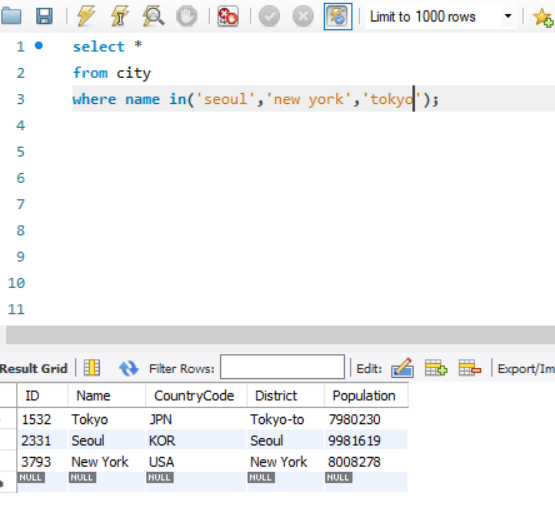 Limit to 1000 rows
1 select *
2 from city
3 where name in('seoul','new york','tokyo');
4
5
6
7
8
9
10
11
Result Grid Filter Rows: Edit: Export/Im
ID Name CountryCode District Population
1532 Tokyo JPN Tokyo-to 7980230
2331 Seoul KOR Seoul 9981619
3793 New York USA New York 8008278
NULL NULL NULL NULL NULL